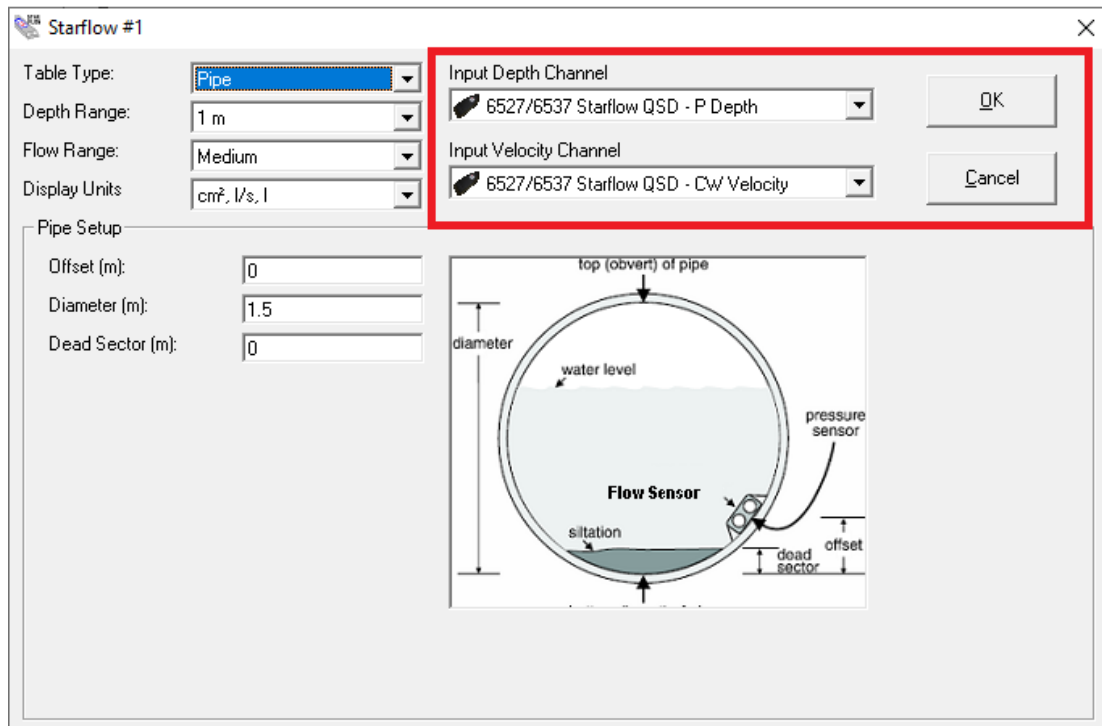 Starflow #1
Table Type:
Pipe
Depth Range:
1 m
Flow Range:
Medium
Display Units
cm², l/s, l
Input Depth Channel
6527/6537 Starflow QSD - P Depth
Input Velocity Channel
6527/6537 Starflow QSD - CW Velocity
OK
Cancel
Pipe Setup
Offset (m):
0
Diameter (m):
1.5
Dead Sector (m):
0
top (obvert) of pipe
diameter
water level
pressure
sensor
Flow Sensor
siltation
dead
sector
offset